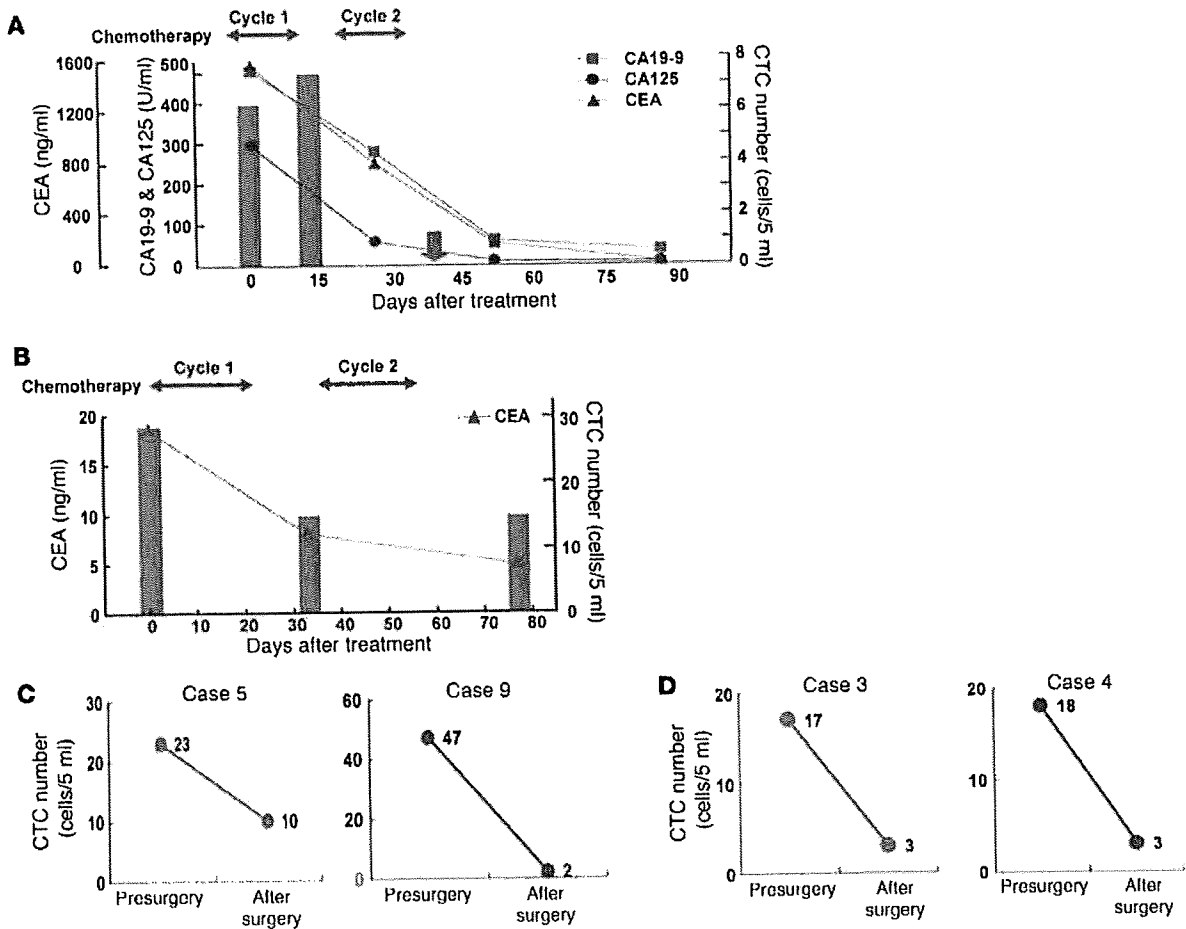 A
Chemotherapy
Cycle 1
Cycle 2
CEA (ng/ml)
1600
1200
800
400
0
CA19-9 & CA125 (U/ml)
500
400
300
200
100
0
CA19-9
CA125
CEA
CTC number (cells/5 ml)
8
6
4
2
0
0 15 30 45 60 75 90
Days after treatment
B
Chemotherapy
Cycle 1
Cycle 2
CEA (ng/ml)
20
15
10
5
0
CEA
CTC number (cells/5 ml)
30
20
10
0
0 10 20 30 40 50 60 70 80
Days after treatment
C
Case 5
CTC number
(cells/5 ml)
30
20
10
0
23
10
Presurgery
After
surgery
Case 9
60
40
20
0
47
2
Presurgery
After
surgery
D
Case 3
CTC number
(cells/5 ml)
20
10
0
17
3
Presurgery
After
surgery
Case 4
20
10
0
18
3
Presurgery
After
surgery